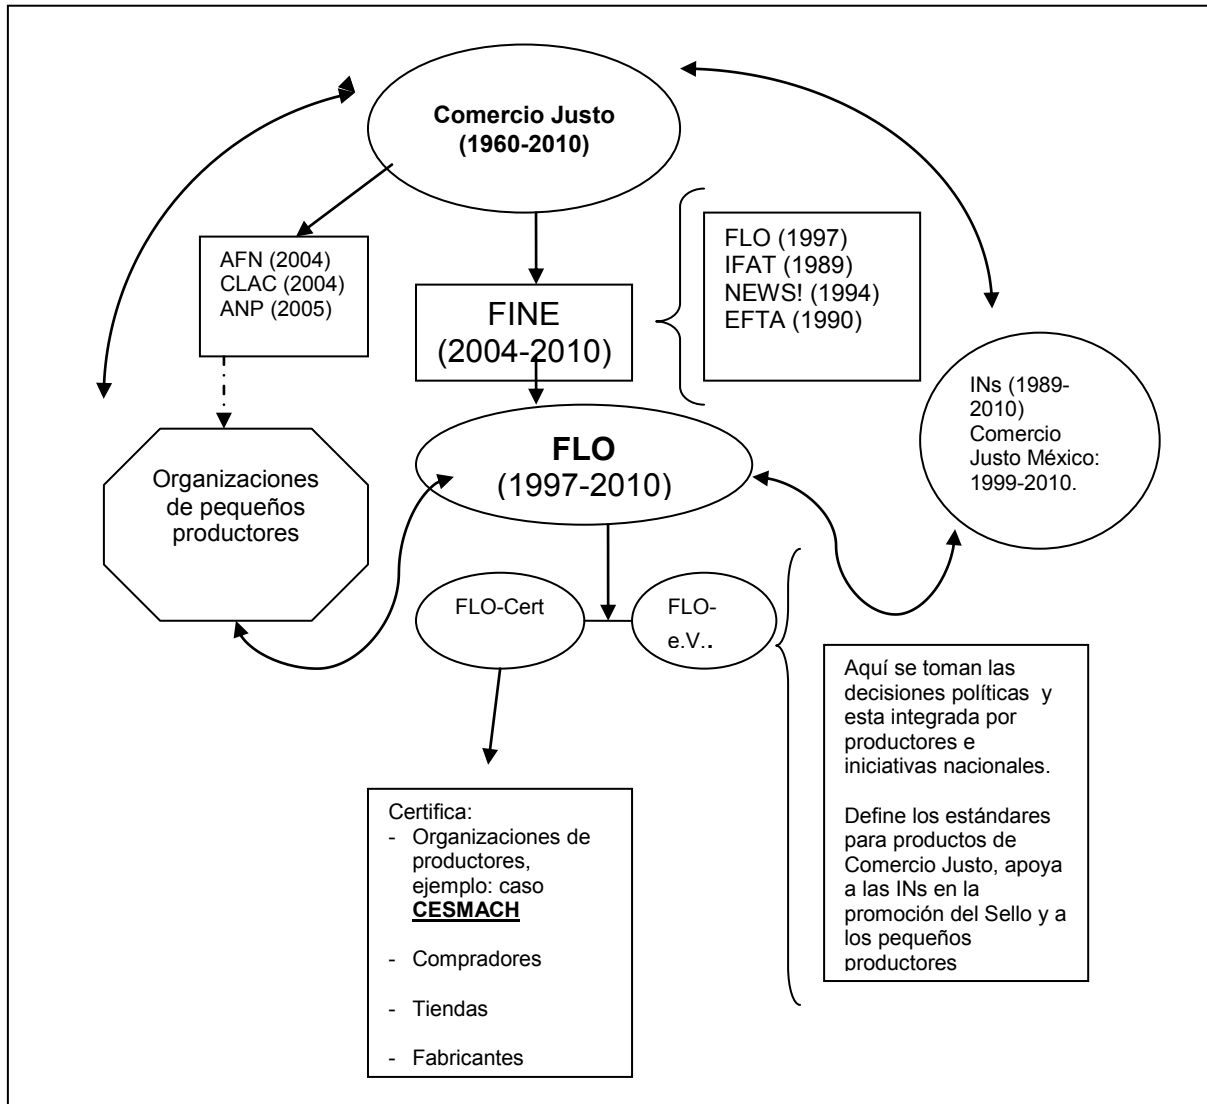 Comercio Justo
(1960-2010)
AFN (2004)
CLAC (2004)
ANP (2005)
FINE
(2004-2010)
FLO (1997)
IFAT (1989)
NEWS! (1994)
EFTA (1990)
INs (1989-
2010)
Comercio
Justo México:
1999-2010.
Organizaciones
de pequeños
productores
FLO
(1997-2010)
FLO-Cert
FLO-
e.V..
Certifica:
- Organizaciones de
productores,
ejemplo: caso
CESMACH
- Compradores
- Tiendas
- Fabricantes
Aquí se toman las
decisiones políticas y
esta integrada por
productores e
iniciativas nacionales.
Define los estándares
para productos de
Comercio Justo, apoya
a las INs en la
promoción del Sello y a
los pequeños
productores